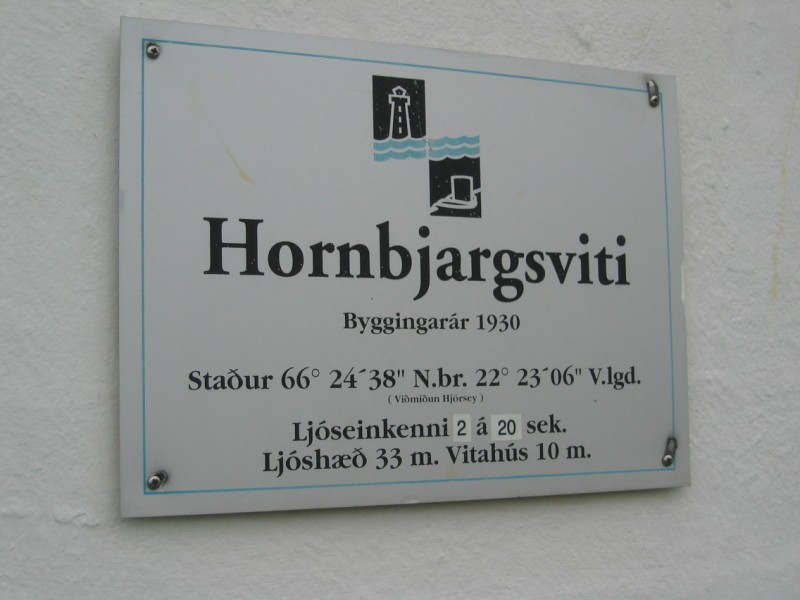 Hornbjargsviti
Byggingarár 1930
Staður 66° 24´38" N.br. 22° 23´06" V.lgd.
( Viðmiðun Hjörsey )
Ljóseinkenni 2 á 20 sek.
Ljóshæð 33 m. Vitahús 10 m.